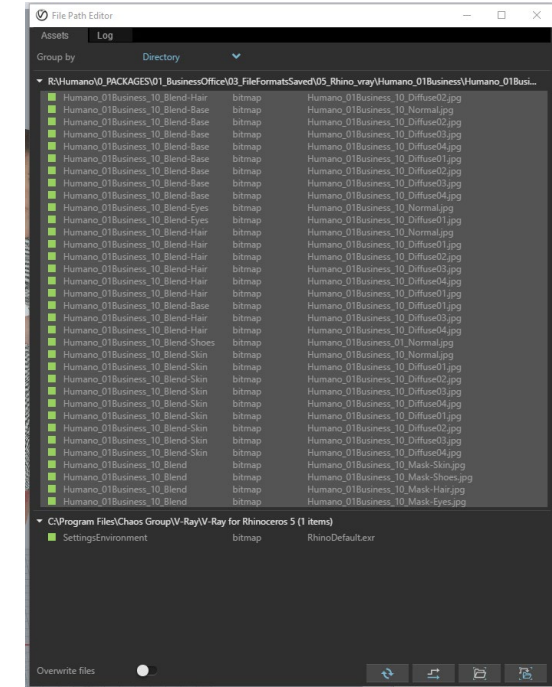 File Path Editor
Assets Log
Group by Directory
R:\Humano\0_PACKAGES\01_BusinessOffice\03_FileFormatsSaved\05_Rhino_vray\Humano_01Business\Humano_01Busi...
Humano_01Business_10_Blend-Hair bitmap Humano_01Business_10_Diffuse02.jpg
Humano_01Business_10_Blend-Hair bitmap Humano_01Business_10_Normal.jpg
Humano_01Business_10_Blend-Base bitmap Humano_01Business_10_Diffuse02.jpg
Humano_01Business_10_Blend-Base bitmap Humano_01Business_10_Diffuse03.jpg
Humano_01Business_10_Blend-Base bitmap Humano_01Business_10_Diffuse04.jpg
Humano_01Business_10_Blend-Base bitmap Humano_01Business_10_Diffuse01.jpg
Humano_01Business_10_Blend-Base bitmap Humano_01Business_10_Diffuse02.jpg
Humano_01Business_10_Blend-Base bitmap Humano_01Business_10_Diffuse03.jpg
Humano_01Business_10_Blend-Base bitmap Humano_01Business_10_Diffuse04.jpg
Humano_01Business_10_Blend-Eyes bitmap Humano_01Business_10_Normal.jpg
Humano_01Business_10_Blend-Eyes bitmap Humano_01Business_10_Diffuse01.jpg
Humano_01Business_10_Blend-Hair bitmap Humano_01Business_10_Normal.jpg
Humano_01Business_10_Blend-Hair bitmap Humano_01Business_10_Diffuse01.jpg
Humano_01Business_10_Blend-Hair bitmap Humano_01Business_10_Diffuse02.jpg
Humano_01Business_10_Blend-Hair bitmap Humano_01Business_10_Diffuse03.jpg
Humano_01Business_10_Blend-Hair bitmap Humano_01Business_10_Diffuse04.jpg
Humano_01Business_10_Blend-Hair bitmap Humano_01Business_10_Diffuse01.jpg
Humano_01Business_10_Blend-Base bitmap Humano_01Business_10_Diffuse01.jpg
Humano_01Business_10_Blend-Hair bitmap Humano_01Business_10_Diffuse03.jpg
Humano_01Business_10_Blend-Hair bitmap Humano_01Business_10_Diffuse04.jpg
Humano_01Business_10_Blend-Shoes bitmap Humano_01Business_01_Normal.jpg
Humano_01Business_10_Blend-Skin bitmap Humano_01Business_10_Normal.jpg
Humano_01Business_10_Blend-Skin bitmap Humano_01Business_10_Diffuse01.jpg
Humano_01Business_10_Blend-Skin bitmap Humano_01Business_10_Diffuse02.jpg
Humano_01Business_10_Blend-Skin bitmap Humano_01Business_10_Diffuse03.jpg
Humano_01Business_10_Blend-Skin bitmap Humano_01Business_10_Diffuse04.jpg
Humano_01Business_10_Blend-Skin bitmap Humano_01Business_10_Diffuse01.jpg
Humano_01Business_10_Blend-Skin bitmap Humano_01Business_10_Diffuse02.jpg
Humano_01Business_10_Blend-Skin bitmap Humano_01Business_10_Diffuse03.jpg
Humano_01Business_10_Blend-Skin bitmap Humano_01Business_10_Diffuse04.jpg
Humano_01Business_10_Blend bitmap Humano_01Business_10_Mask-Skin.jpg
Humano_01Business_10_Blend bitmap Humano_01Business_10_Mask-Shoes.jpg
Humano_01Business_10_Blend bitmap Humano_01Business_10_Mask-Hair.jpg
Humano_01Business_10_Blend bitmap Humano_01Business_10_Mask-Eyes.jpg
C:\Program Files\Chaos Group\V-Ray\V-Ray for Rhinoceros 5 (1 items)
SettingsEnvironment bitmap RhinoDefault.exr
Overwrite files